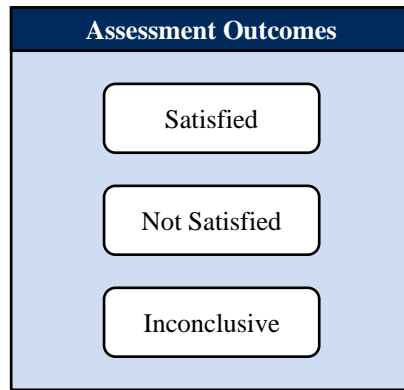 Assessment Outcomes
Satisfied
Not Satisfied
Inconclusive